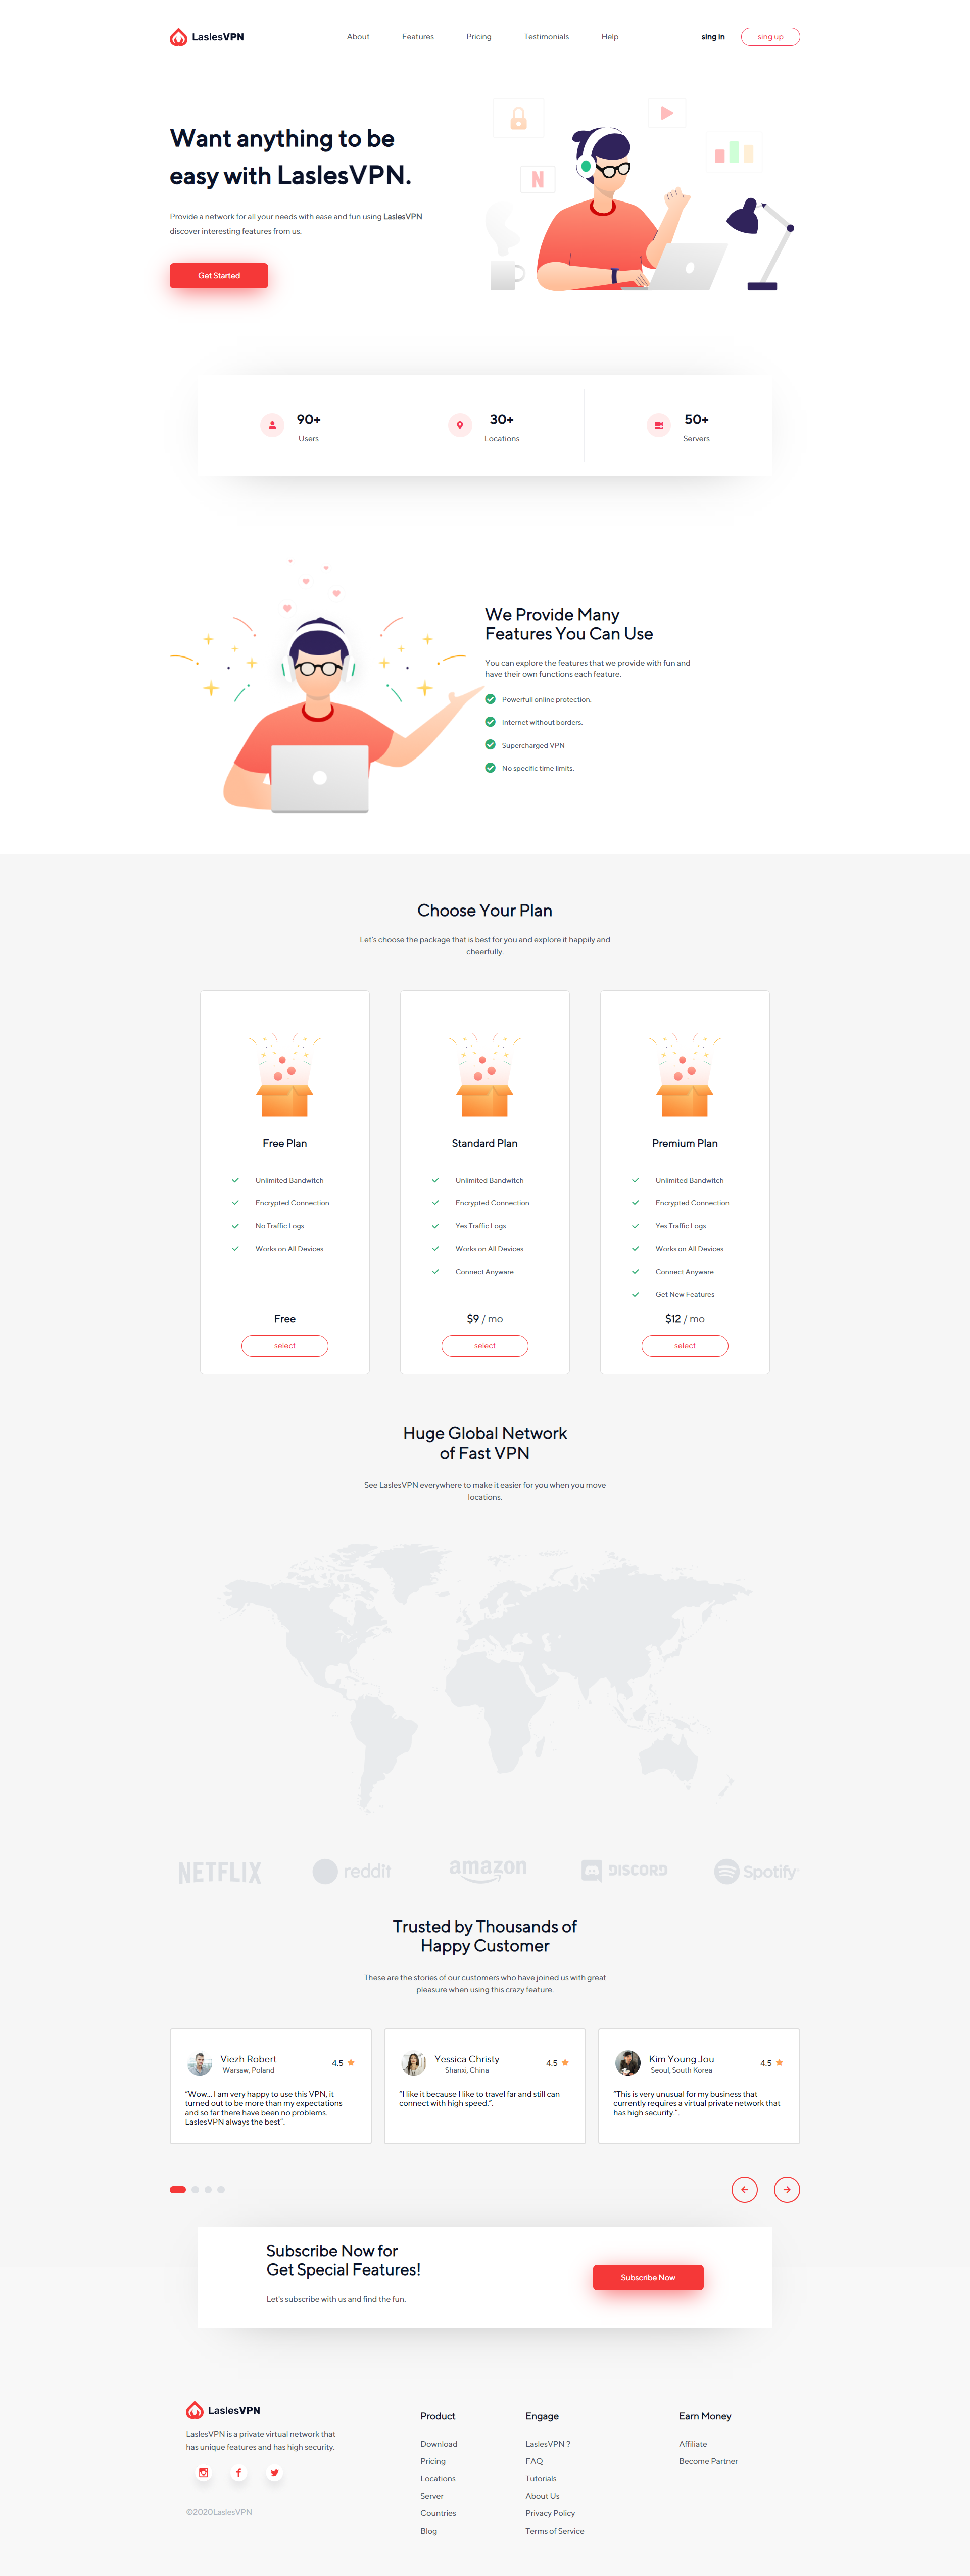 LaslesVPN
About Features Pricing Testimonials Help
sing in sing up
Want anything to be
easy with LaslesVPN.
Provide a network for all your needs with ease and fun using LaslesVPN
discover interesting features from us.
Get Started
N
90+
Users
30+
Locations
50+
Servers
We Provide Many
Features You Can Use
You can explore the features that we provide with fun and
have their own functions each feature.
Powerfull online protection.
Internet without borders.
Supercharged VPN
No specific time limits.
Choose Your Plan
Let's choose the package that is best for you and explore it happily and
cheerfully.
Free Plan
Unlimited Bandwitch
Encrypted Connection
No Traffic Logs
Works on All Devices
Free
select
Standard Plan
Unlimited Bandwitch
Encrypted Connection
Yes Traffic Logs
Works on All Devices
Connect Anyware
$9 / mo
select
Premium Plan
Unlimited Bandwitch
Encrypted Connection
Yes Traffic Logs
Works on All Devices
Connect Anyware
Get New Features
$12 / mo
select
Huge Global Network
of Fast VPN
See LaslesVPN everywhere to make it easier for you when you move
locations.
NETFLIX reddit amazon DISCORD Spotify
Trusted by Thousands of
Happy Customer
These are the stories of our customers who have joined us with great
pleasure when using this crazy feature.
Viezh Robert
Warsaw, Poland
4.5
"Wow... I am very happy to use this VPN, it
turned out to be more than my expectations
and so far there have been no problems.
LaslesVPN always the best".
Yessica Christy
Shanxi, China
4.5
"I like it because I like to travel far and still can
connect with high speed.".
Kim Young Jou
Seoul, South Korea
4.5
"This is very unusual for my business that
currently requires a virtual private network that
has high security.".
Subscribe Now for
Get Special Features!
Let's subscribe with us and find the fun.
Subscribe Now
LaslesVPN
LaslesVPN is a private virtual network that
has unique features and has high security.
©2020LaslesVPN
Product
Download
Pricing
Locations
Server
Countries
Blog
Engage
LaslesVPN ?
FAQ
Tutorials
About Us
Privacy Policy
Terms of Service
Earn Money
Affiliate
Become Partner